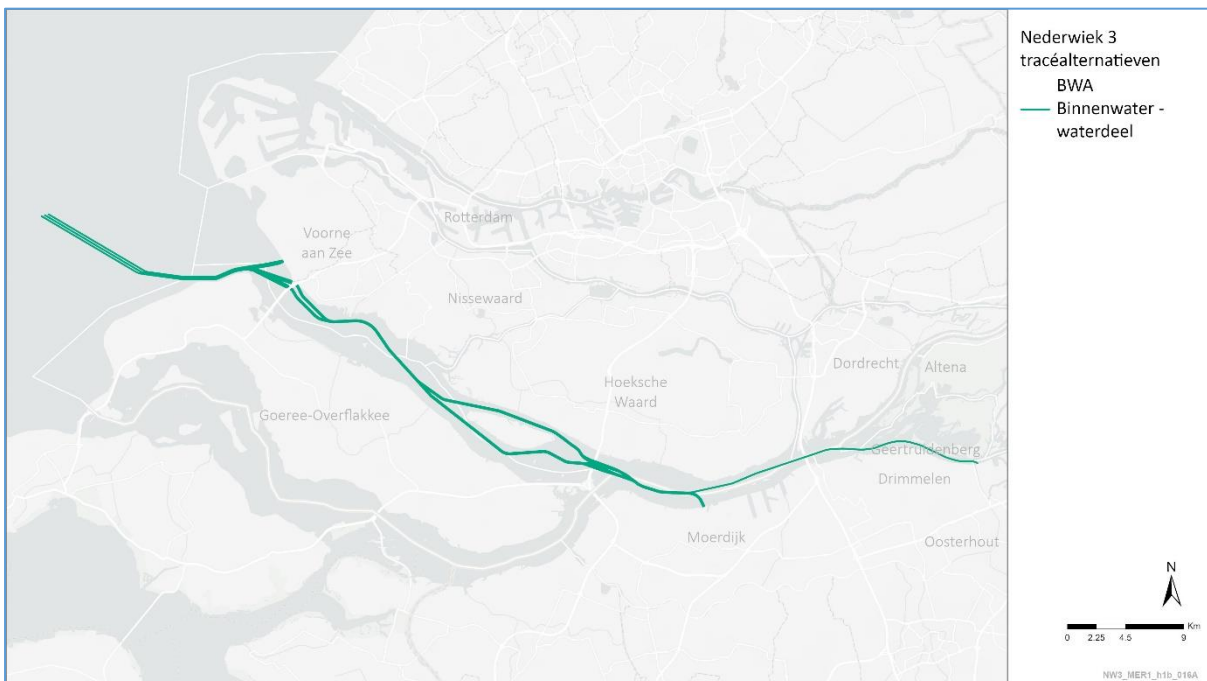 Nederwiek 3
tracéalternatieven
BWA
Binnenwater -
waterdeel
Rotterdam
Voorne
aan Zee
Nissewaard
Dordrecht
Altena
Hoeksche
Waard
Goeree-Overflakkee
Geertruidenberg
Drimmelen
Moerdijk
Oosterhout
N
Km
0 2.25 4.5 9
NW3_MER1_h1b_016A